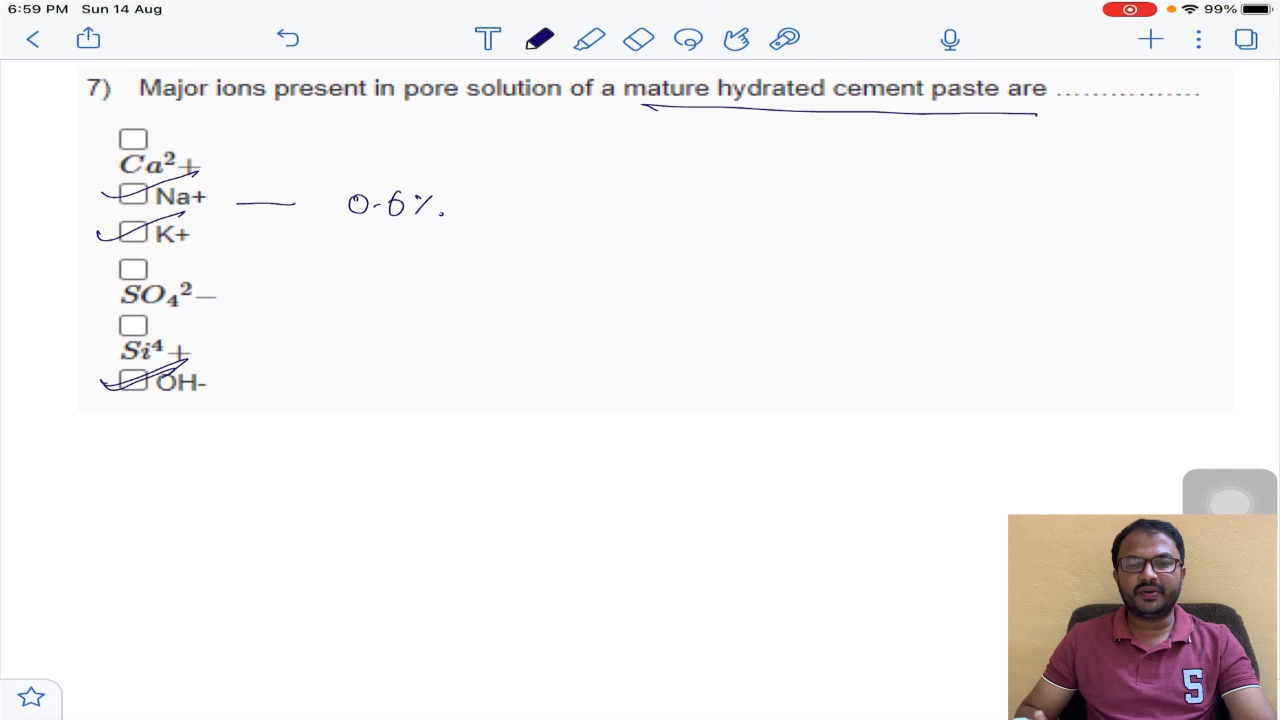 6:59 PM Sun 14 Aug
99%
T
7) Major ions present in pore solution of a mature hydrated cement paste are ..................
Ca²+
Na+ — 0.6%.
K+
SO₄²−
Si⁴+
OH-
S